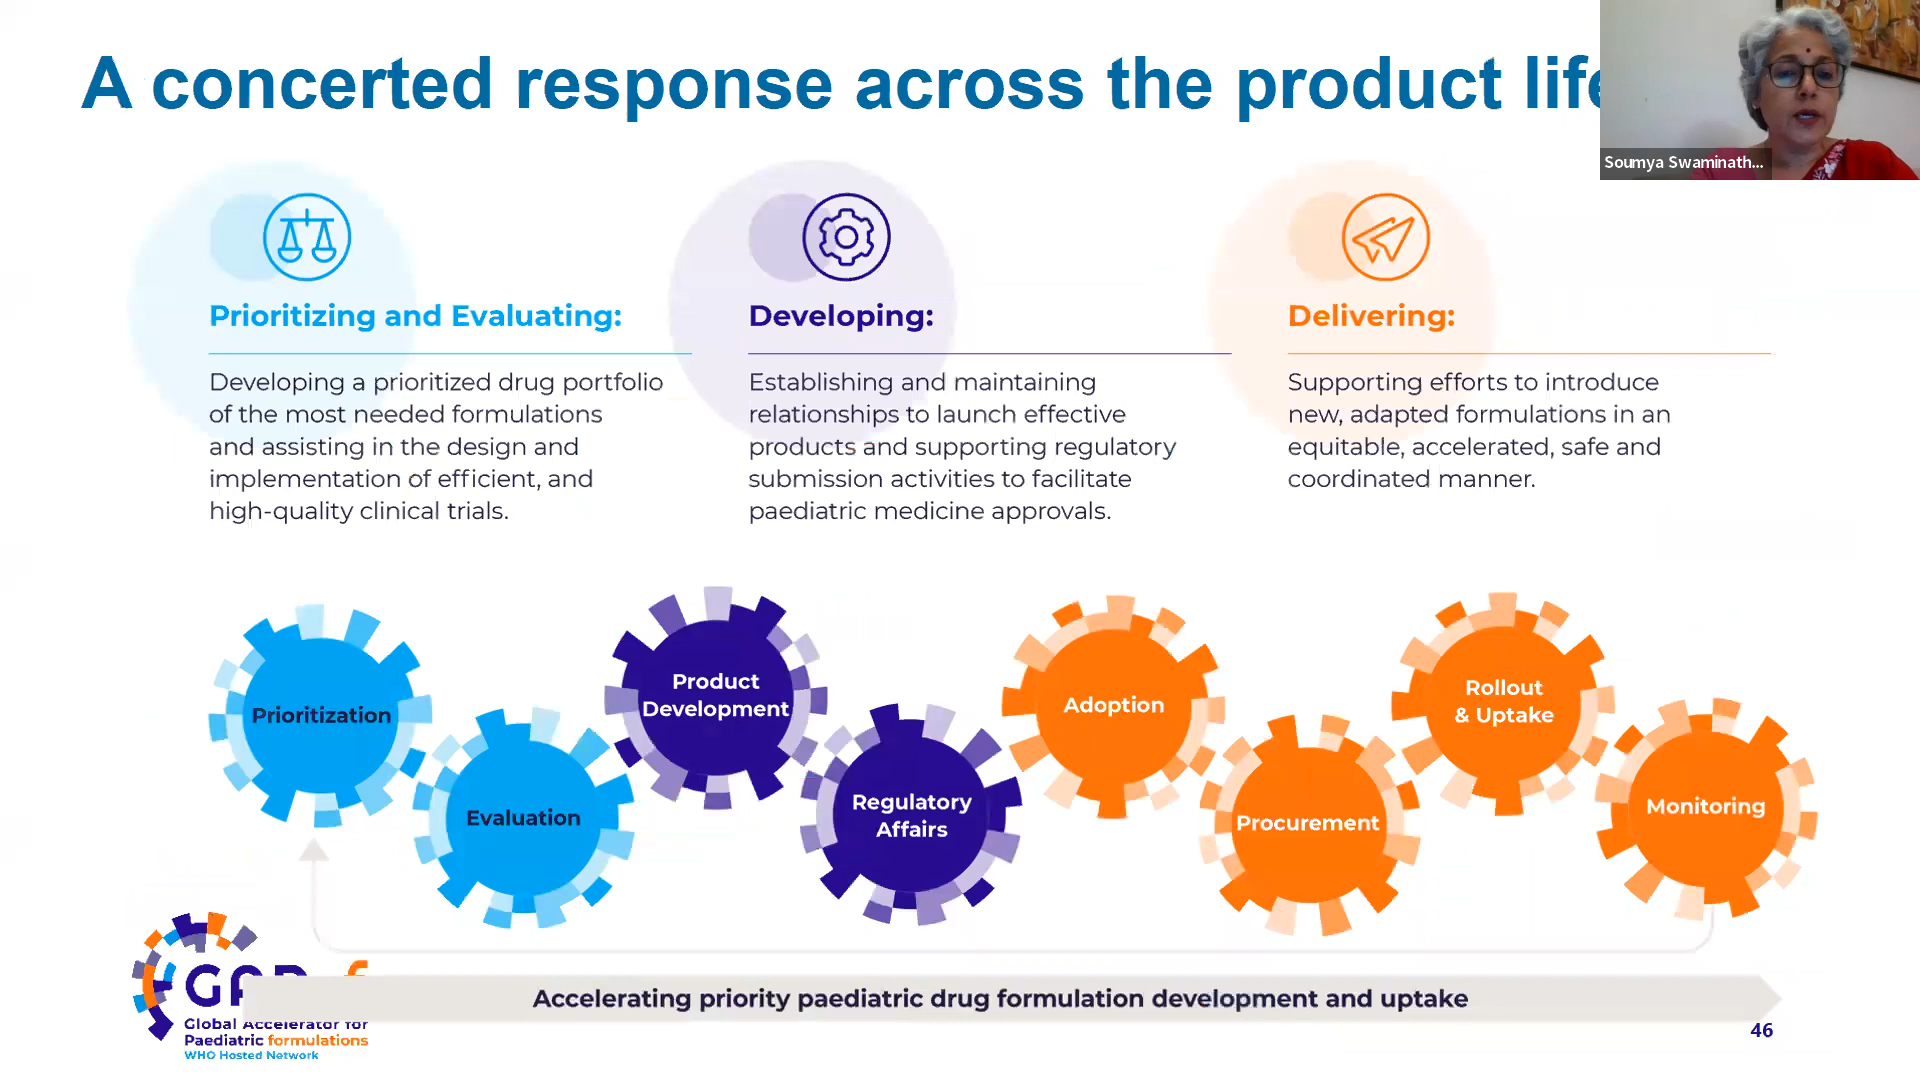 A concerted response across the product life
Soumya Swaminath...
Prioritizing and Evaluating:
Developing a prioritized drug portfolio
of the most needed formulations
and assisting in the design and
implementation of efficient, and
high-quality clinical trials.
Developing:
Establishing and maintaining
relationships to launch effective
products and supporting regulatory
submission activities to facilitate
paediatric medicine approvals.
Delivering:
Supporting efforts to introduce
new, adapted formulations in an
equitable, accelerated, safe and
coordinated manner.
Prioritization
Evaluation
Product
Development
Regulatory
Affairs
Adoption
Procurement
Rollout
& Uptake
Monitoring
Accelerating priority paediatric drug formulation development and uptake
Global Accelerator for
Paediatric formulations
WHO Hosted Network
46